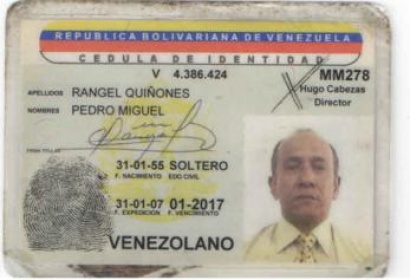 REPUBLICA BOLIVARIANA DE VENEZUELA
CEDULA DE IDENTIDAD
V 4.386.424
MM278
APELLIDOS RANGEL QUIÑONES
Hugo Cabezas
NOMBRES PEDRO MIGUEL
Director
FIRMA TITULAR
31-01-55 SOLTERO
F. NACIMIENTO EDO CIVIL
31-01-07 01-2017
F. EXPEDICION F. VENCIMIENTO
VENEZOLANO